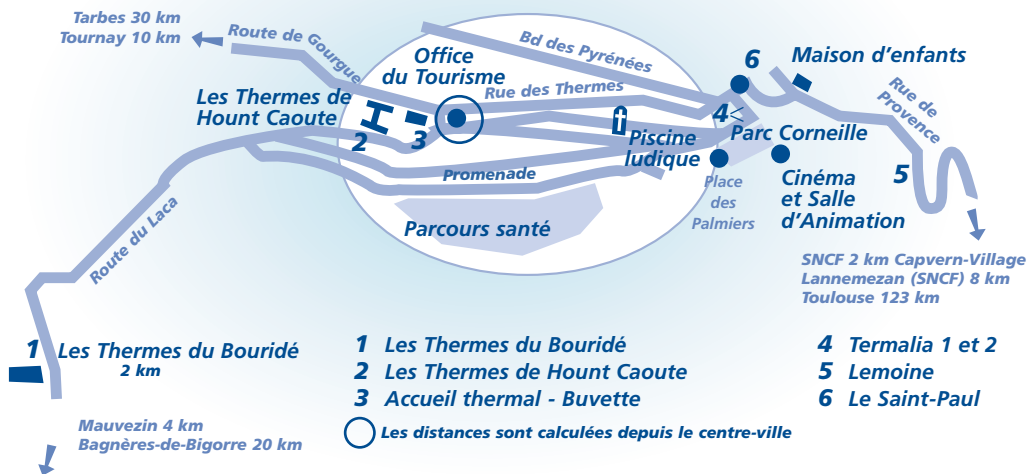 Tarbes 30 km
Tournay 10 km
Route de Gourgue
Office
du Tourisme
Bd des Pyrénées
6
Maison d'enfants
Les Thermes de
Hount Caoute
Rue des Thermes
Rue de
Provence
2
3
4
Piscine
ludique
Parc Corneille
Promenade
Place
des
Palmiers
Cinéma
et Salle
d'Animation
5
Route du Laca
Parcours santé
SNCF 2 km Capvern-Village
Lannemezan (SNCF) 8 km
Toulouse 123 km
1 Les Thermes du Bouridé
2 km
1 Les Thermes du Bouridé
2 Les Thermes de Hount Caoute
3 Accueil thermal - Buvette
Les distances sont calculées depuis le centre-ville
4 Termalia 1 et 2
5 Lemoine
6 Le Saint-Paul
Mauvezin 4 km
Bagnères-de-Bigorre 20 km